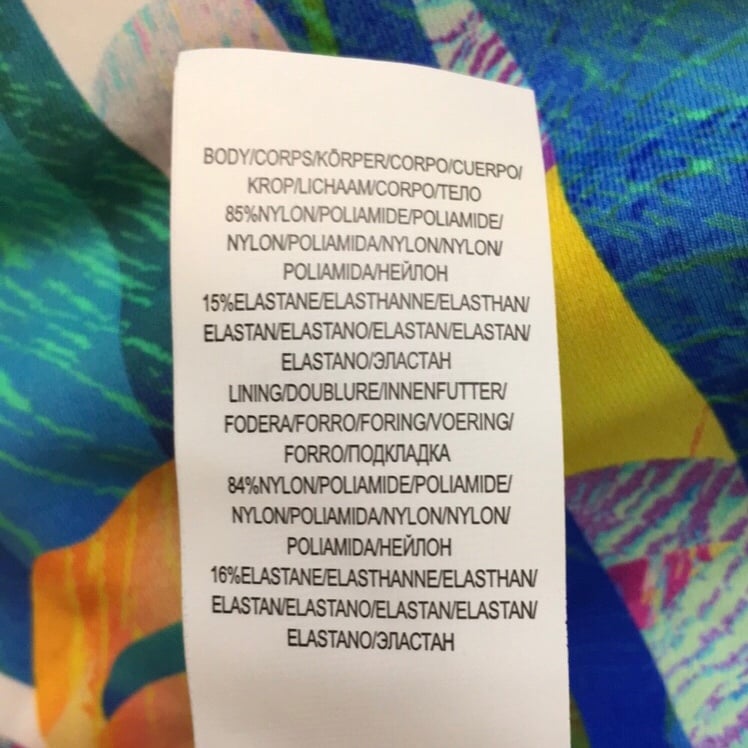 BODY/CORPS/KÖRPER/CORPO/CUERPO/
KROP/LICHAAM/CORPO/ТЕЛО
85%NYLON/POLIAMIDE/POLIAMIDE/
NYLON/POLIAMIDA/NYLON/NYLON/
POLIAMIDA/НЕЙЛОН
15%ELASTANE/ELASTHANNE/ELASTHAN/
ELASTAN/ELASTANO/ELASTAN/ELASTAN/
ELASTANO/ЭЛАСТАН
LINING/DOUBLURE/INNENFUTTER/
FODERA/FORRO/FORING/VOERING/
FORRO/ПОДКЛАДКА
84%NYLON/POLIAMIDE/POLIAMIDE/
NYLON/POLIAMIDA/NYLON/NYLON/
POLIAMIDA/НЕЙЛОН
16%ELASTANE/ELASTHANNE/ELASTHAN/
ELASTAN/ELASTANO/ELASTAN/ELASTAN/
ELASTANO/ЭЛАСТАН